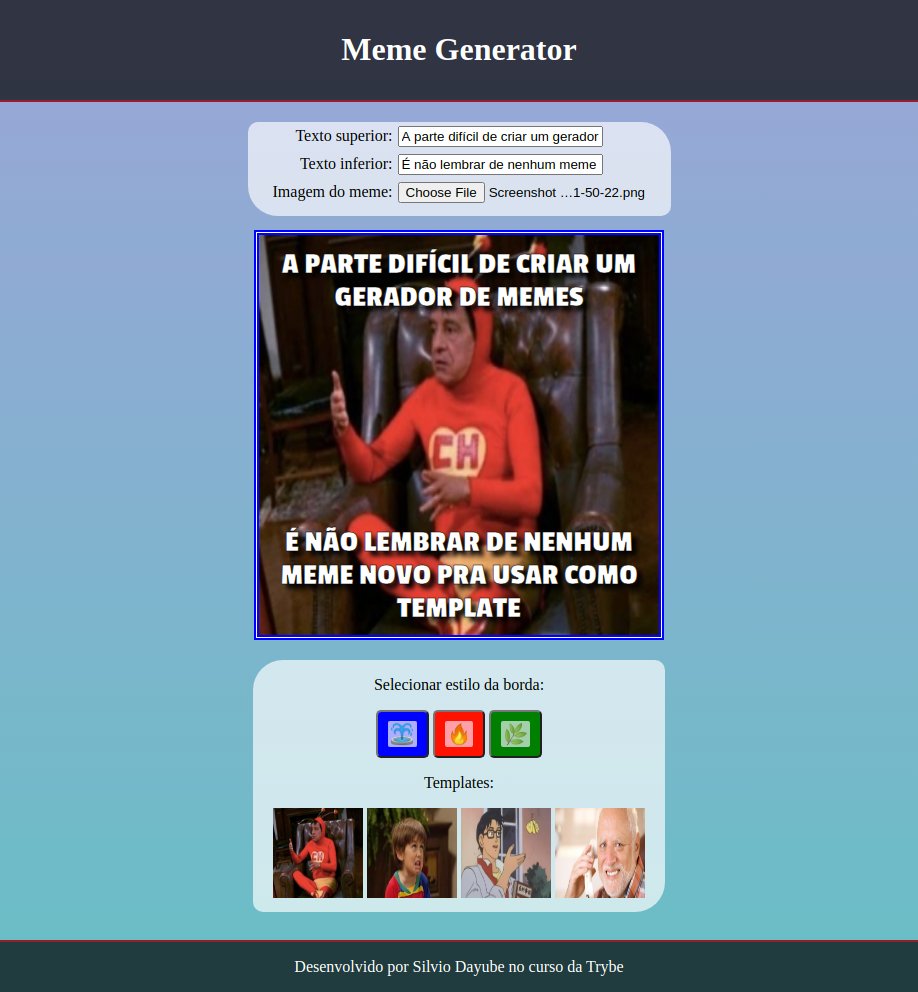 Meme Generator
Texto superior: A parte difícil de criar um gerador
Texto inferior: É não lembrar de nenhum meme
Imagem do meme: Choose File Screenshot …1-50-22.png
A PARTE DIFÍCIL DE CRIAR UM
GERADOR DE MEMES
CH
É NÃO LEMBRAR DE NENHUM
MEME NOVO PRA USAR COMO
TEMPLATE
Selecionar estilo da borda:
Templates:
CH
Desenvolvido por Silvio Dayube no curso da Trybe